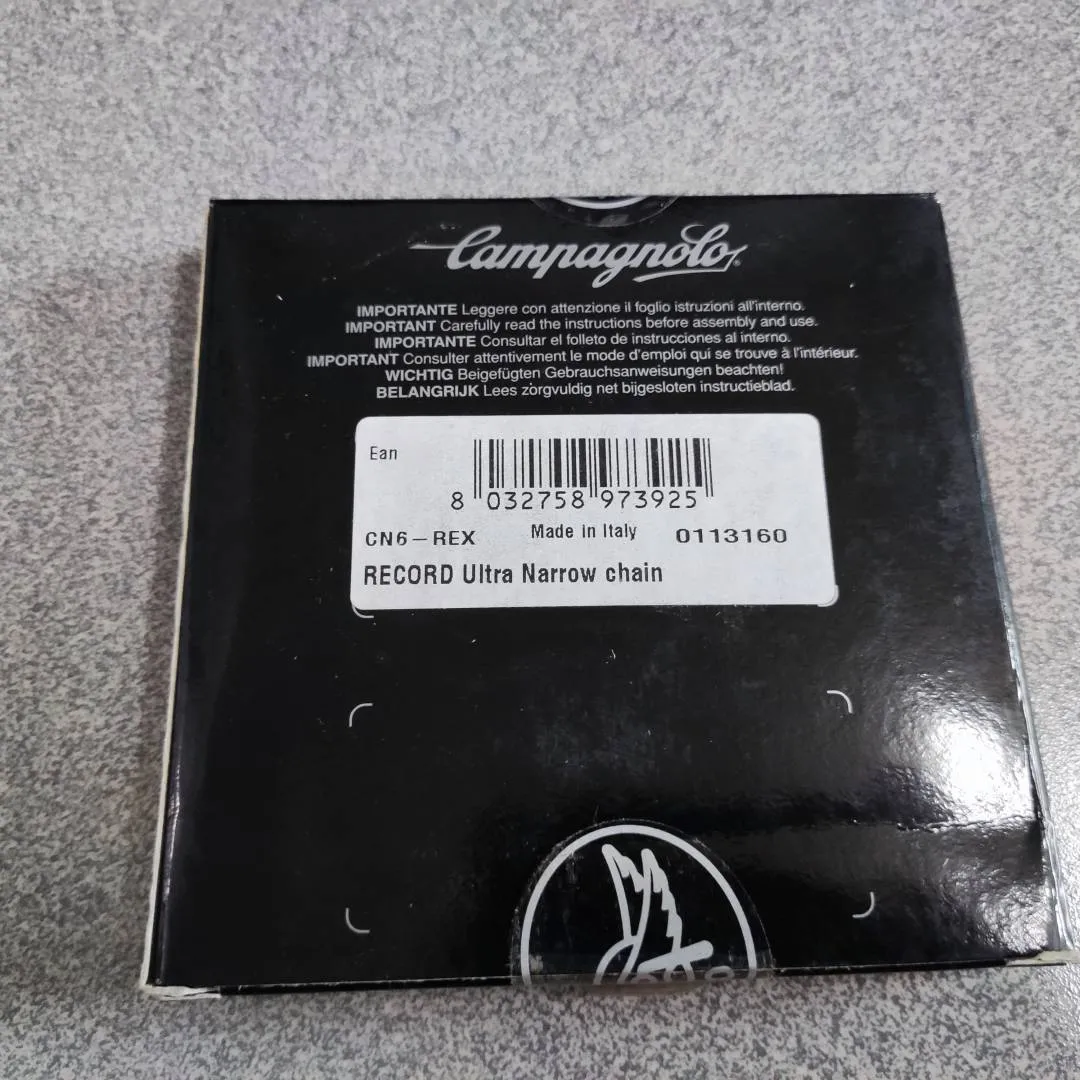 Campagnolo
IMPORTANTE Leggere con attenzione il foglio istruzioni all'interno.
IMPORTANT Carefully read the instructions before assembly and use.
IMPORTANTE Consultar el folleto de instrucciones al interno.
IMPORTANT Consulter attentivement le mode d'emploi qui se trouve à l'intérieur.
WICHTIG Beigefügten Gebrauchsanweisungen beachten!
BELANGRIJK Lees zorgvuldig net bijgesloten instructieblad.
Ean
8 032758 973925
CN6-REX Made in Italy 0113160
RECORD Ultra Narrow chain